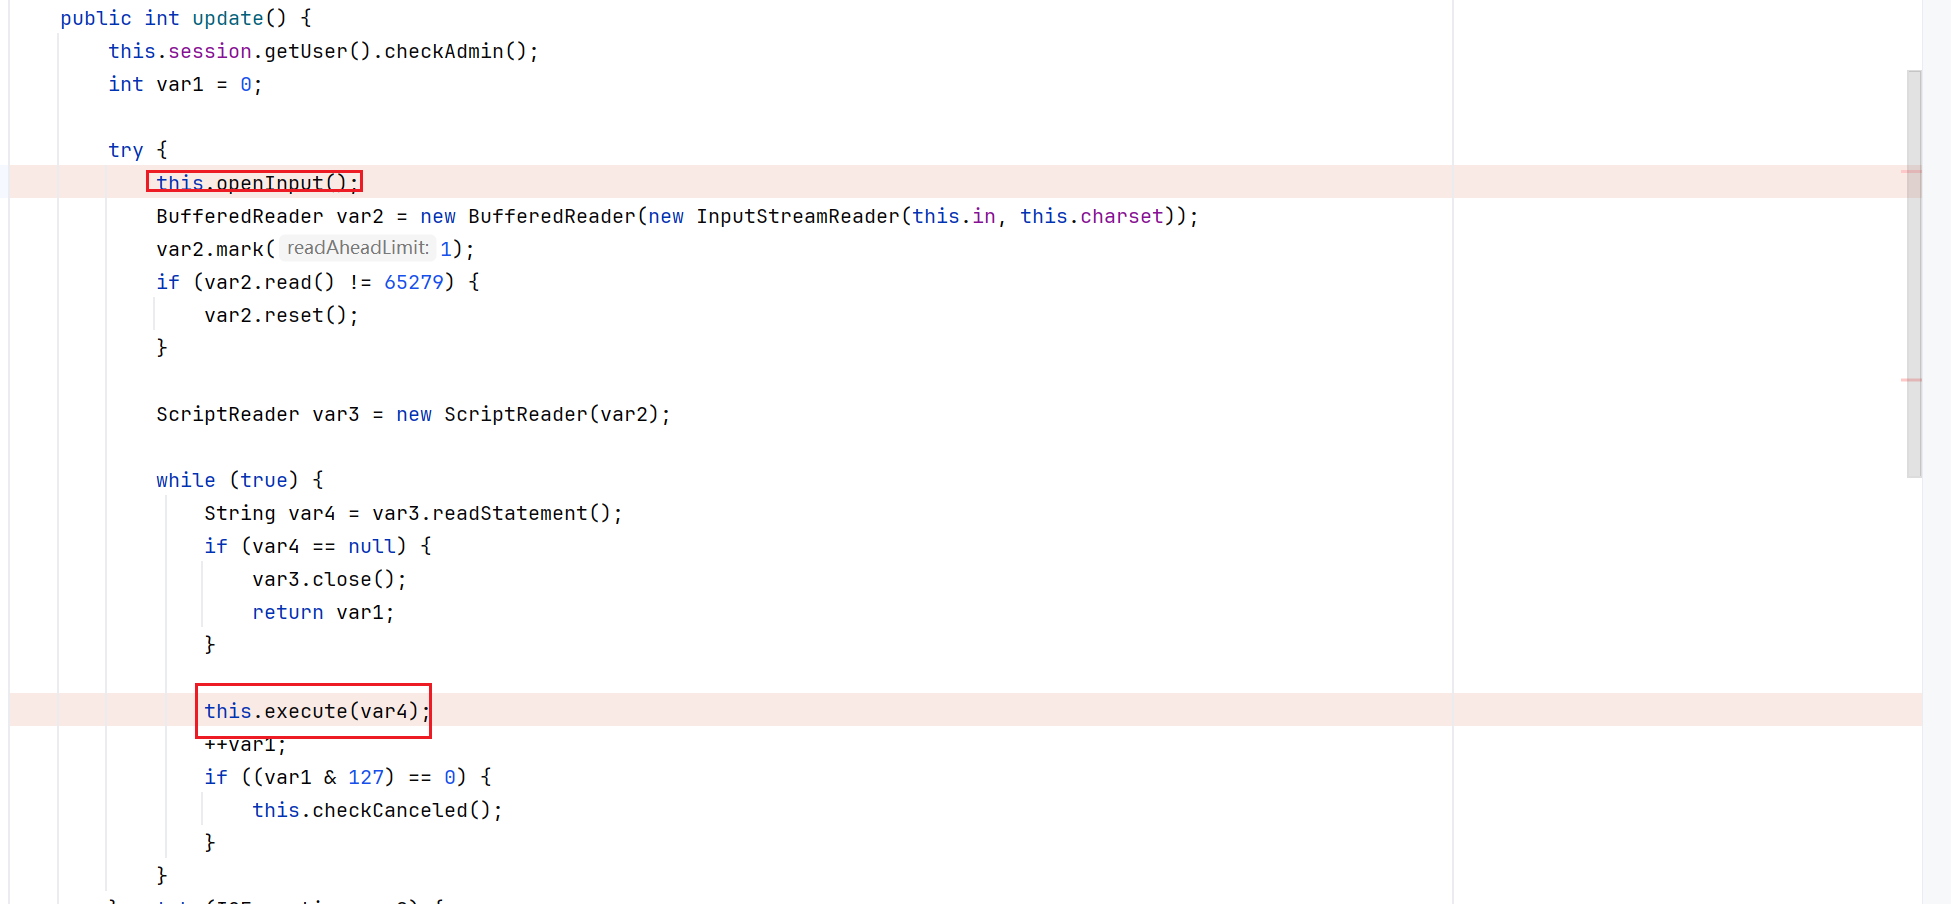 public int update() {
this.session.getUser().checkAdmin();
int var1 = 0;
try {
this.openInput();
BufferedReader var2 = new BufferedReader(new InputStreamReader(this.in, this.charset));
var2.mark( readAheadLimit: 1);
if (var2.read() != 65279) {
var2.reset();
}
ScriptReader var3 = new ScriptReader(var2);
while (true) {
String var4 = var3.readStatement();
if (var4 == null) {
var3.close();
return var1;
}
this.execute(var4);
++var1;
if ((var1 & 127) == 0) {
this.checkCanceled();
}
}